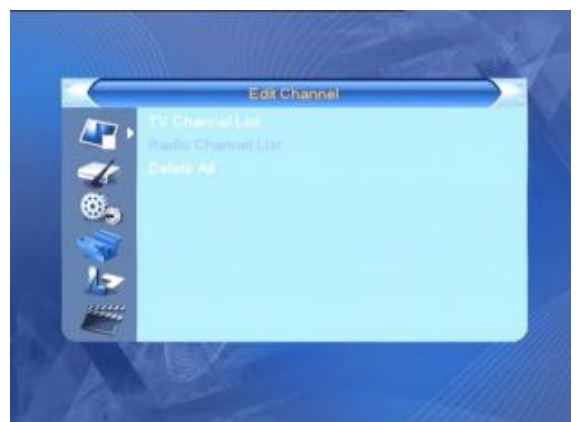 Edit Channel
TV Channel List
Radio Channel List
Delete All